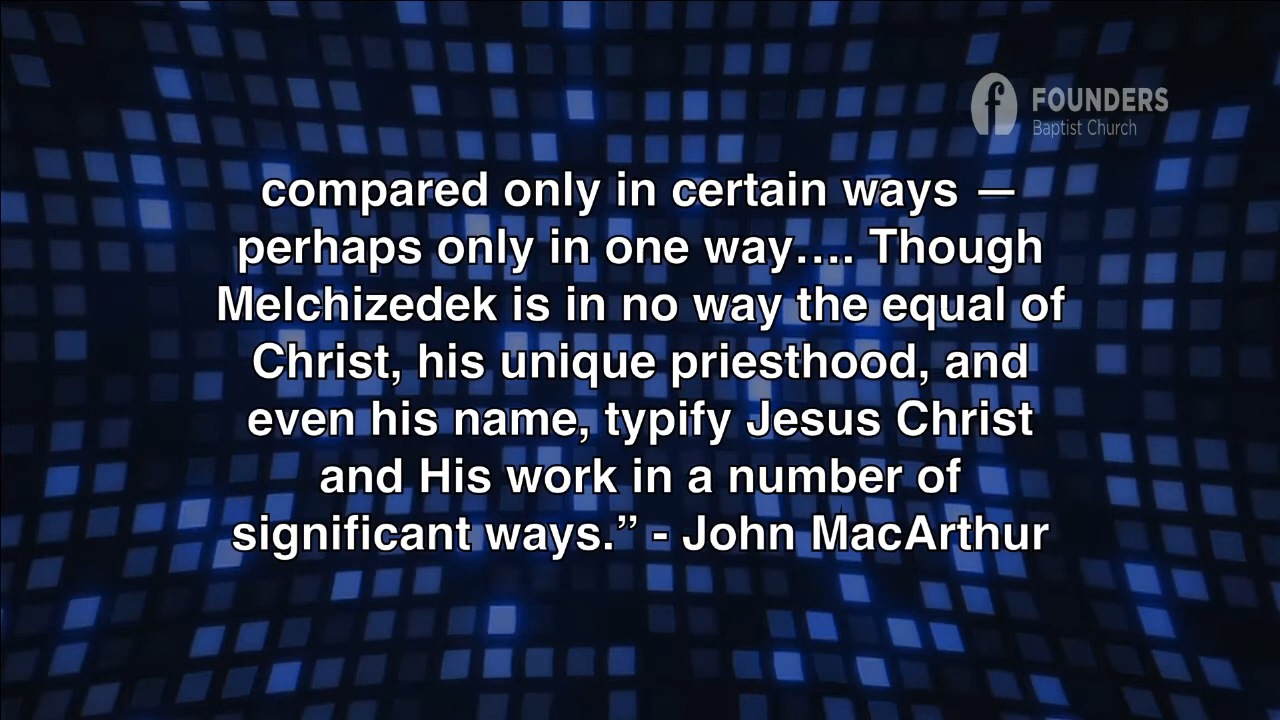 FOUNDERS
Baptist Church
compared only in certain ways —
perhaps only in one way…. Though
Melchizedek is in no way the equal of
Christ, his unique priesthood, and
even his name, typify Jesus Christ
and His work in a number of
significant ways.” - John MacArthur